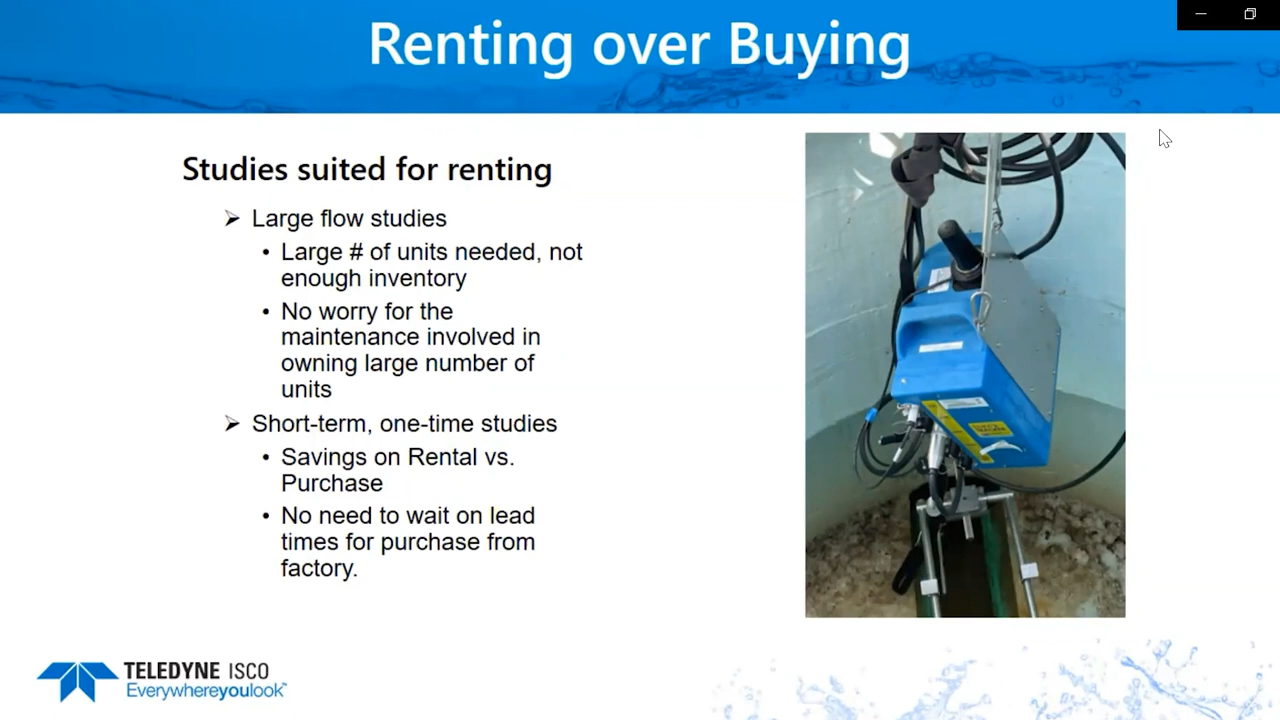 Renting over Buying
Studies suited for renting
➢ Large flow studies
• Large # of units needed, not
enough inventory
• No worry for the
maintenance involved in
owning large number of
units
➢ Short-term, one-time studies
• Savings on Rental vs.
Purchase
• No need to wait on lead
times for purchase from
factory.
TELEDYNE ISCO
Everywhereyoulook™